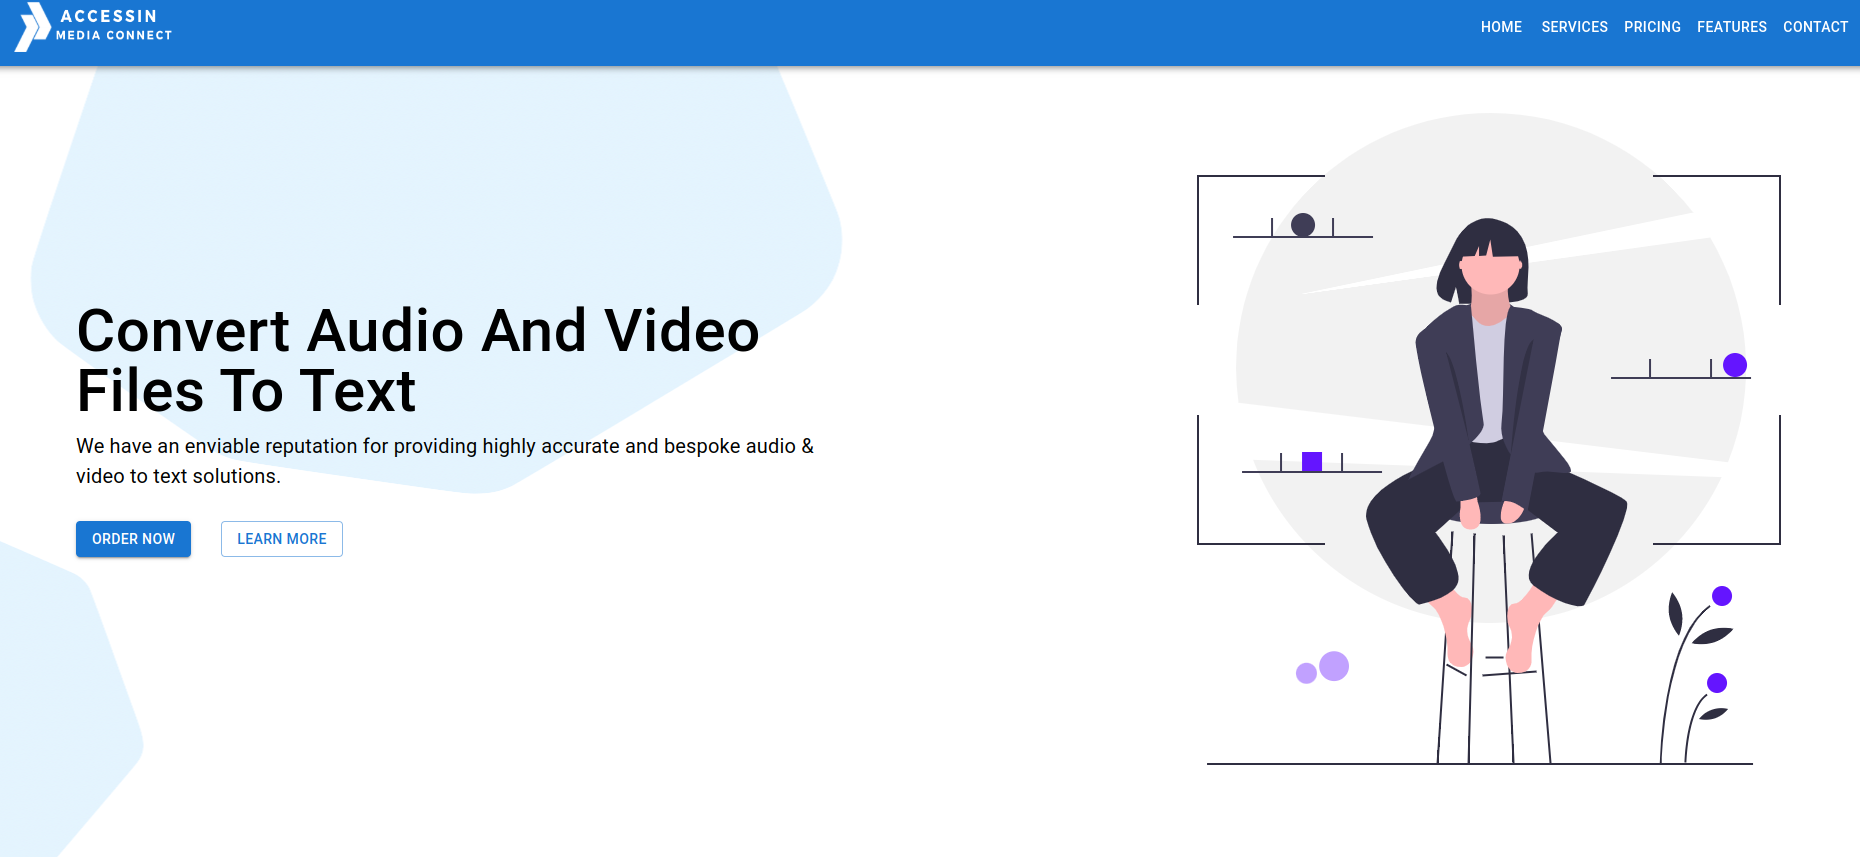 ACCESSIN
MEDIA CONNECT
HOME SERVICES PRICING FEATURES CONTACT
Convert Audio And Video
Files To Text
We have an enviable reputation for providing highly accurate and bespoke audio &
video to text solutions.
ORDER NOW LEARN MORE